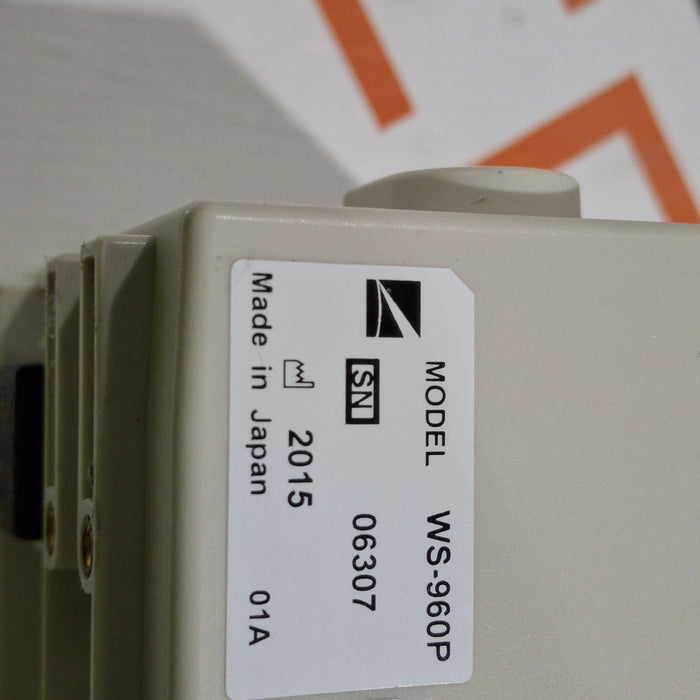 MODEL WS-960P
SN 06307
2015
Made in Japan 01A